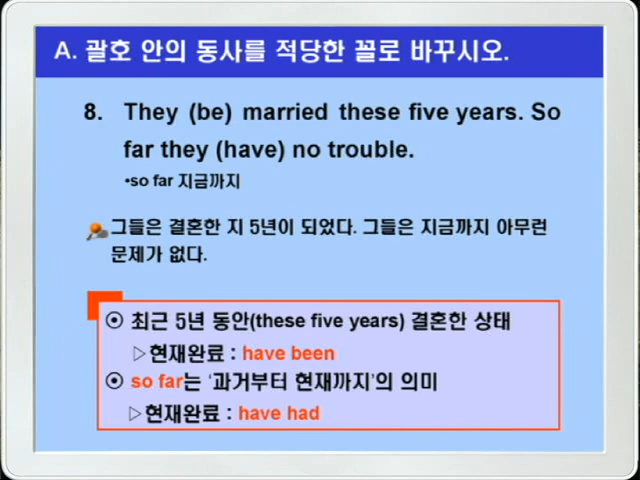 A. 괄호 안의 동사를 적당한 꼴로 바꾸시오.
8. They (be) married these five years. So
far they (have) no trouble.
•so far 지금까지
그들은 결혼한 지 5년이 되었다. 그들은 지금까지 아무런
문제가 없다.
⊙ 최근 5년 동안(these five years) 결혼한 상태
▷현재완료 : have been
⊙ so far는 ‘과거부터 현재까지’의 의미
▷현재완료 : have had